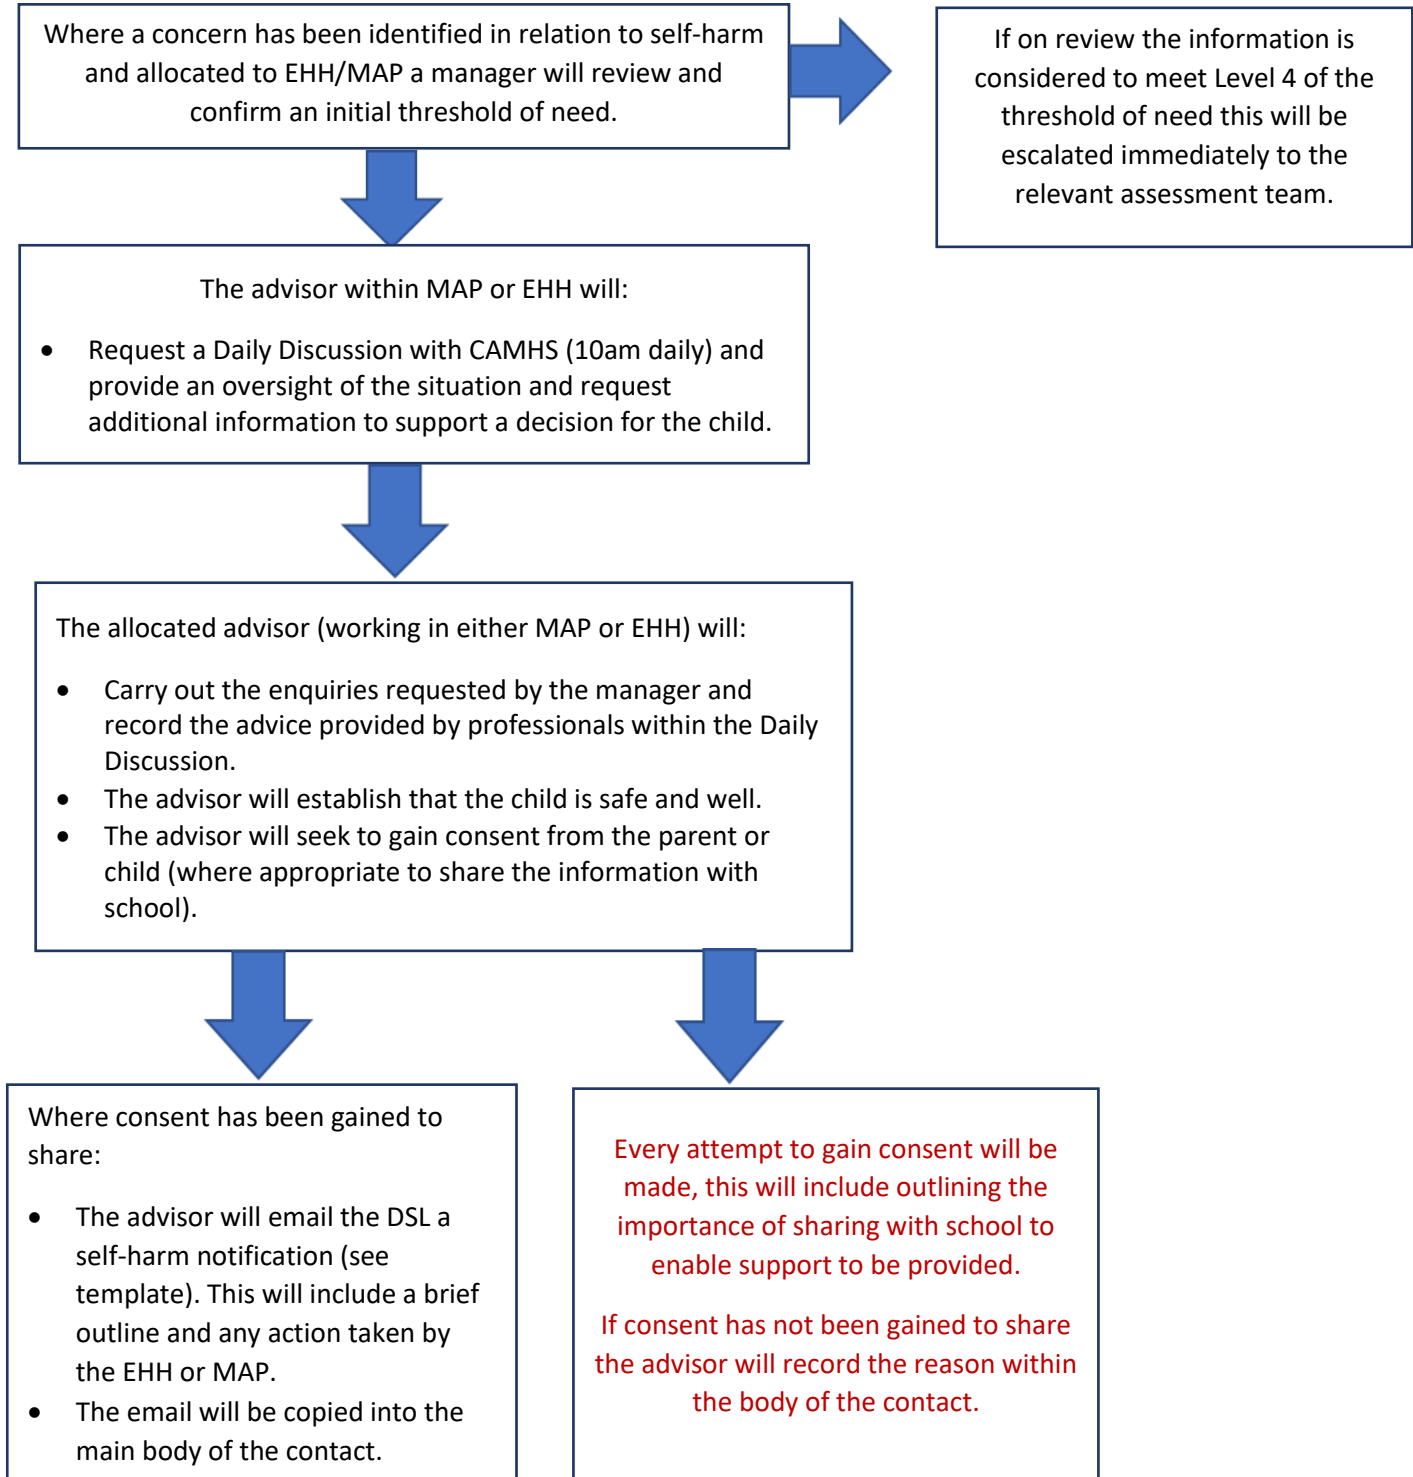 Where a concern has been identified in relation to self-harm
and allocated to EHH/MAP a manager will review and
confirm an initial threshold of need.
If on review the information is
considered to meet Level 4 of the
threshold of need this will be
escalated immediately to the
relevant assessment team.
The advisor within MAP or EHH will:
• Request a Daily Discussion with CAMHS (10am daily) and
provide an oversight of the situation and request
additional information to support a decision for the child.
The allocated advisor (working in either MAP or EHH) will:
• Carry out the enquiries requested by the manager and
record the advice provided by professionals within the Daily
Discussion.
• The advisor will establish that the child is safe and well.
• The advisor will seek to gain consent from the parent or
child (where appropriate to share the information with
school).
Where consent has been gained to
share:
• The advisor will email the DSL a
self-harm notification (see
template). This will include a brief
outline and any action taken by
the EHH or MAP.
• The email will be copied into the
main body of the contact.
Every attempt to gain consent will be
made, this will include outlining the
importance of sharing with school to
enable support to be provided.
If consent has not been gained to share
the advisor will record the reason within
the body of the contact.